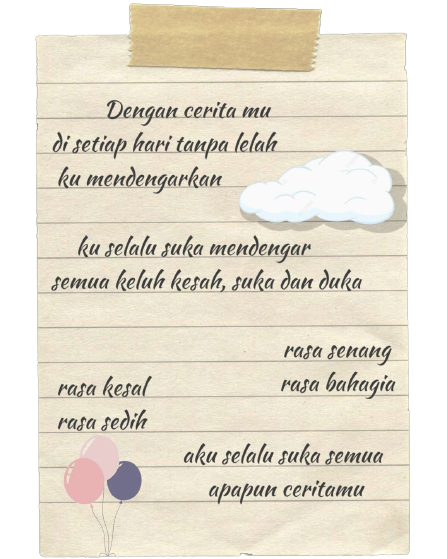 Dengan cerita mu
di setiap hari tanpa lelah
ku mendengarkan
ku selalu suka mendengar
semua keluh kesah, suka dan duka
rasa senang
rasa bahagia
rasa kesal
rasa sedih
aku selalu suka semua
apapun ceritamu